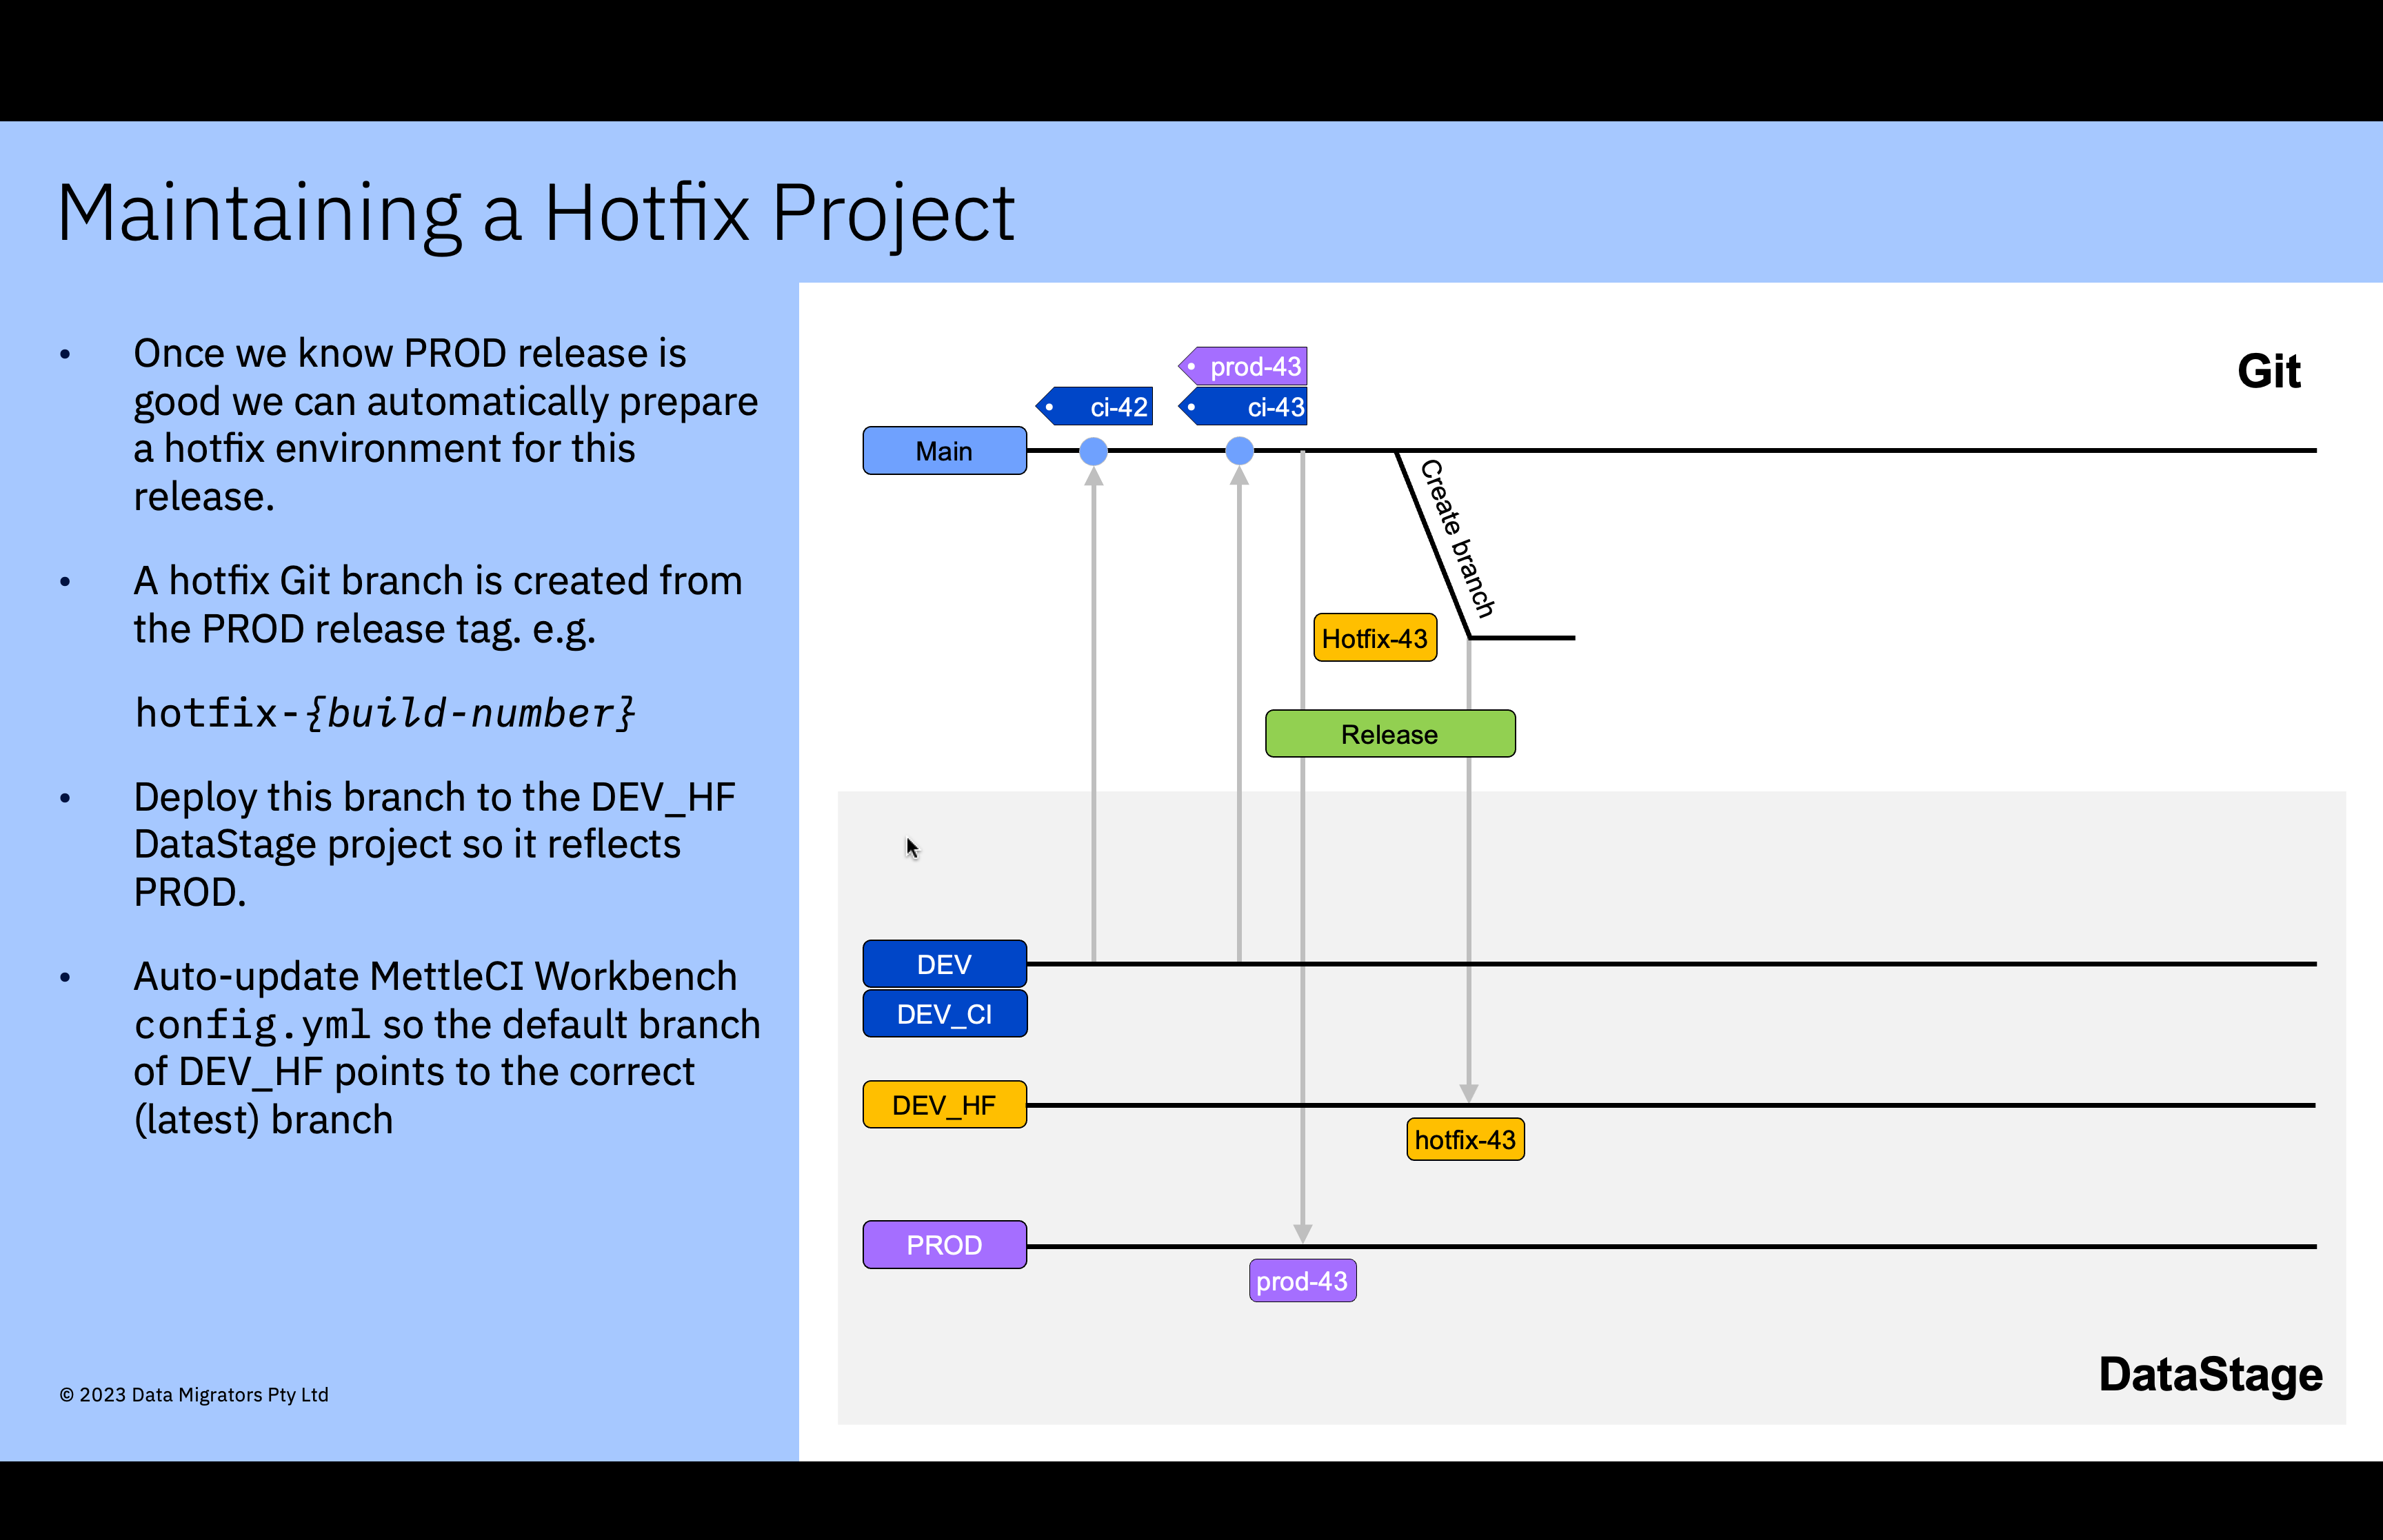 Maintaining a Hotfix Project
• Once we know PROD release is
good we can automatically prepare
a hotfix environment for this
release.
• A hotfix Git branch is created from
the PROD release tag. e.g.
hotfix-{build-number}
• Deploy this branch to the DEV_HF
DataStage project so it reflects
PROD.
• Auto-update MettleCI Workbench
config.yml so the default branch
of DEV_HF points to the correct
(latest) branch
© 2023 Data Migrators Pty Ltd
Git
prod-43
ci-42
ci-43
Main
Create branch
Hotfix-43
Release
DEV
DEV_CI
DEV_HF
hotfix-43
PROD
prod-43
DataStage